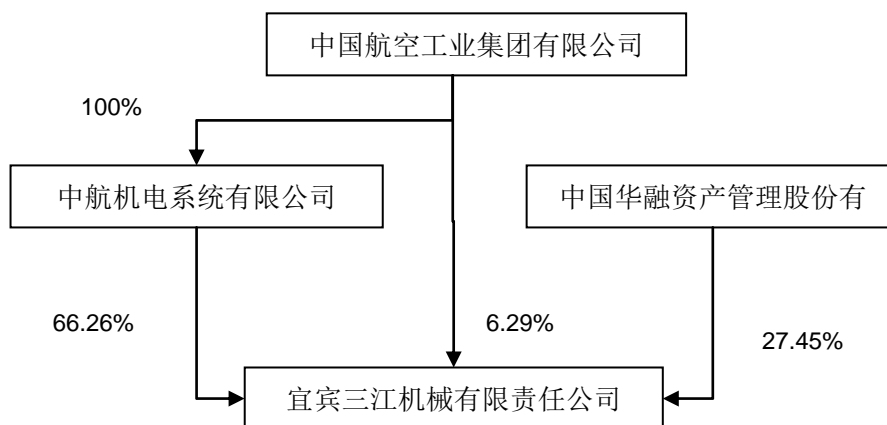 中国航空工业集团有限公司
100%
中航机电系统有限公司
中国华融资产管理股份有
66.26%
6.29%
27.45%
宜宾三江机械有限责任公司